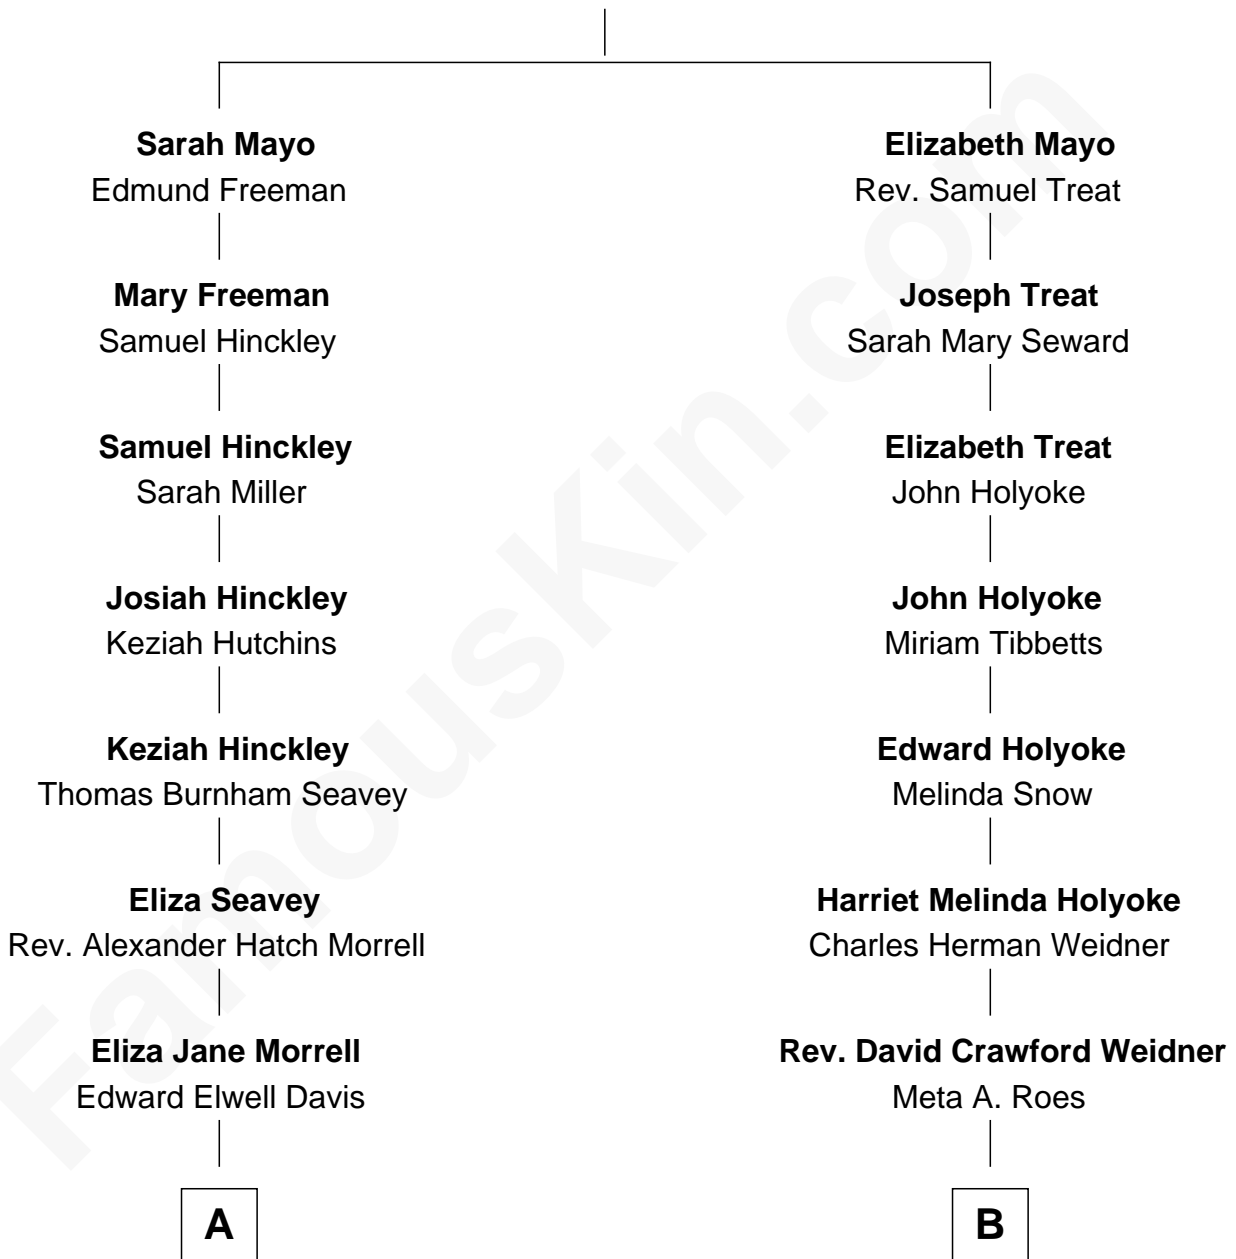 Sarah Mayo
Edmund Freeman
Mary Freeman
Samuel Hinckley
Samuel Hinckley
Sarah Miller
Josiah Hinckley
Keziah Hutchins
Keziah Hinckley
Thomas Burnham Seavey
Eliza Seavey
Rev. Alexander Hatch Morrell
Eliza Jane Morrell
Edward Elwell Davis
A
Elizabeth Mayo
Rev. Samuel Treat
Joseph Treat
Sarah Mary Seward
Elizabeth Treat
John Holyoke
John Holyoke
Miriam Tibbetts
Edward Holyoke
Melinda Snow
Harriet Melinda Holyoke
Charles Herman Weidner
Rev. David Crawford Weidner
Meta A. Roes
B
FamousKin.com